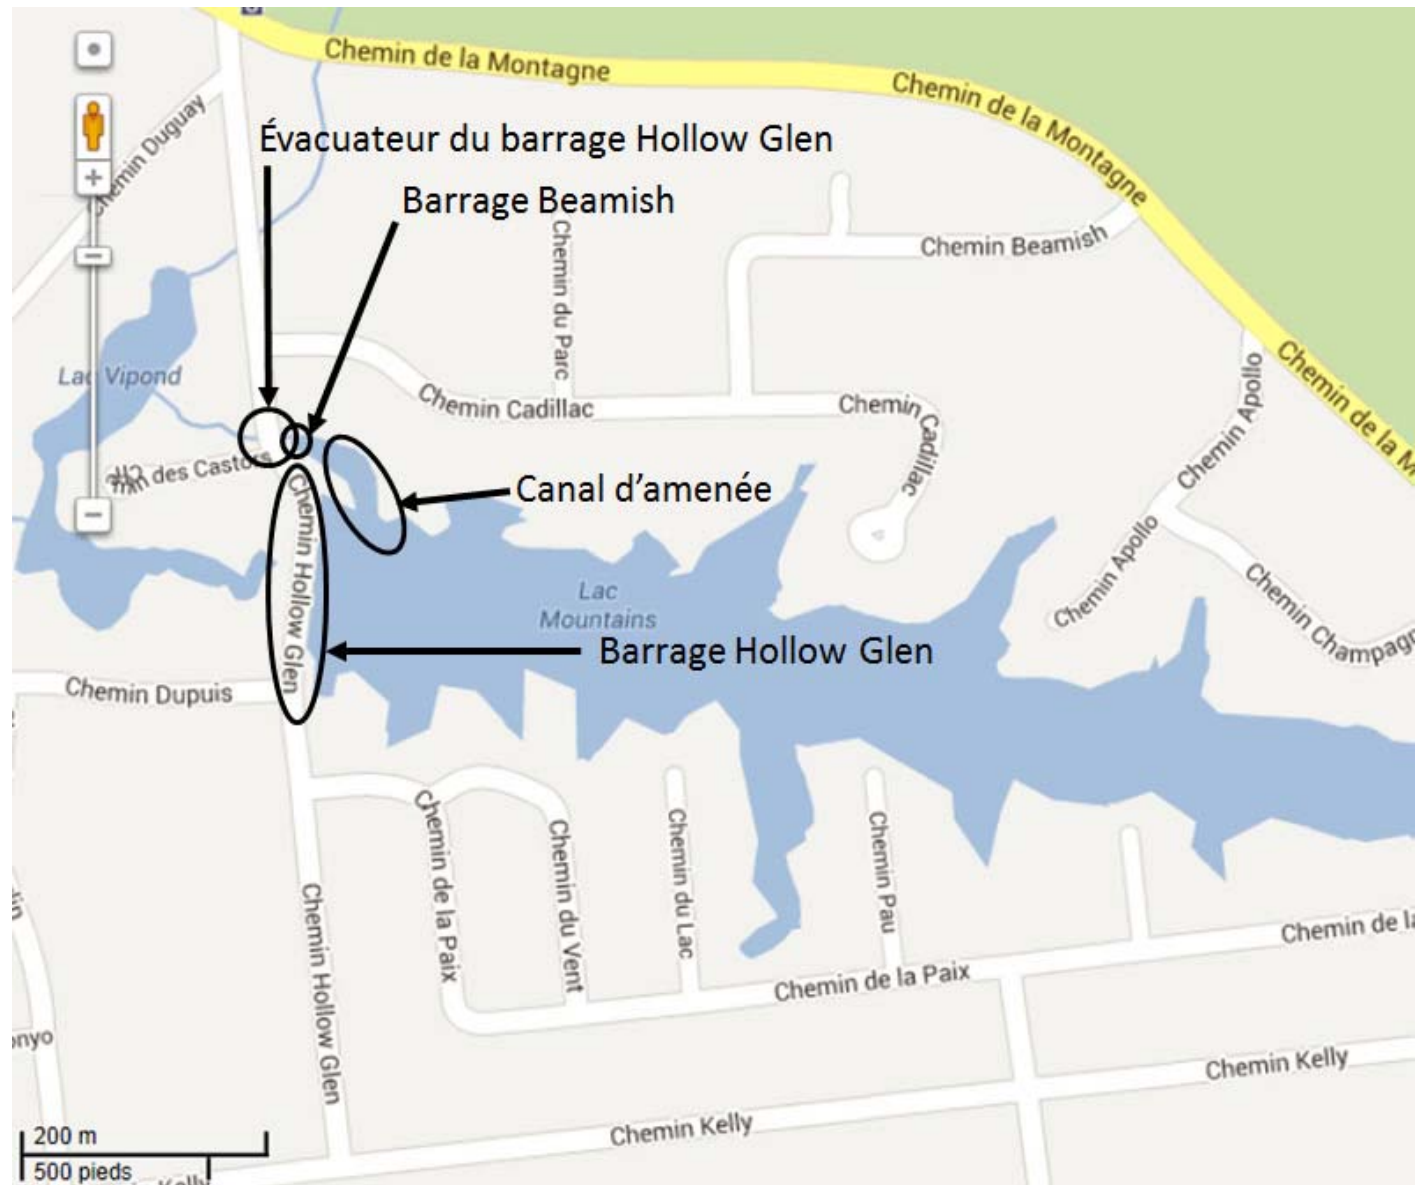 Chemin de la Montagne
Chemin de la Montagne
Chemin Duguay
Évacuateur du barrage Hollow Glen
Barrage Beamish
Chemin du Parc
Chemin Beamish
Lac Vipond
Chemin Cadillac
Chemin Cadillac
Chemin Apollo
Chemin de la M
des Castors
Canal d'amenée
Chemin Hollow Glen
Lac
Mountains
Chemin Apollo
Chemin Champagn
Barrage Hollow Glen
Chemin Dupuis
Chemin de la Paix
Chemin du Vent
Chemin du Lac
Chemin Pau
Chemin Hollow Glen
Chemin de la Paix
Chemin de la
onyo
Chemin Kelly
Chemin Kelly
200 m
500 pieds
Kelly